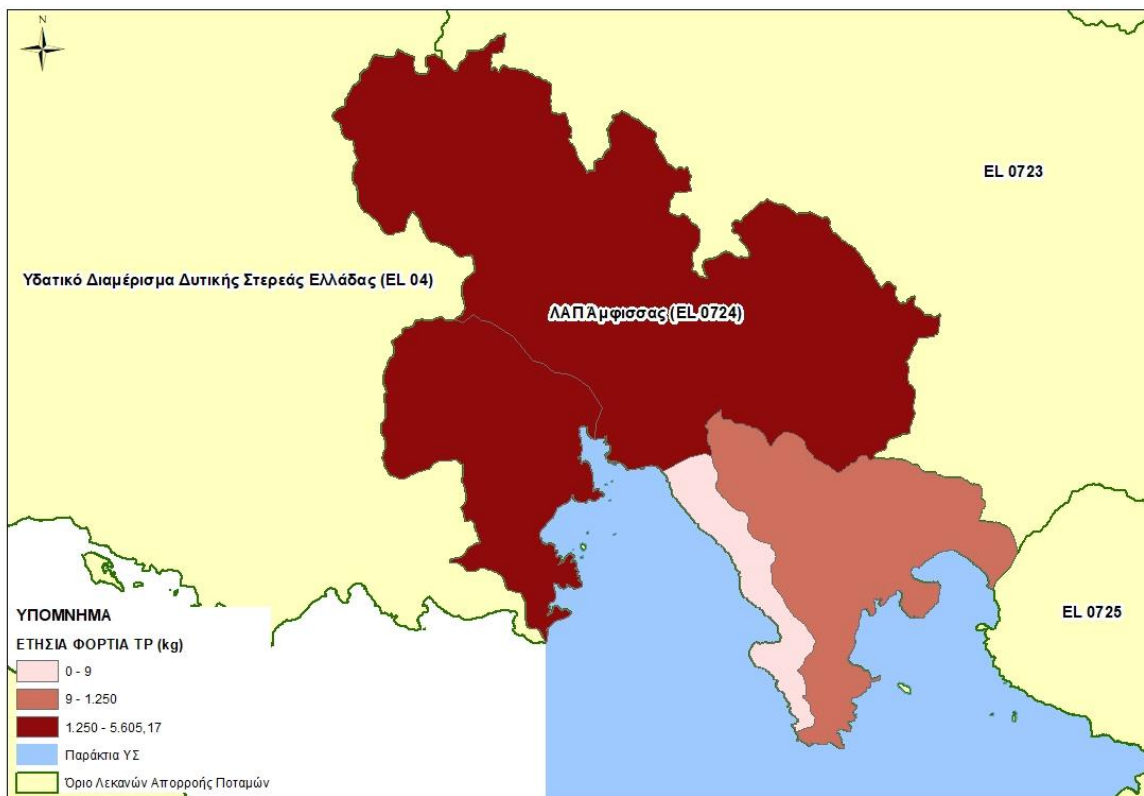 N
EL 0723
Υδατικό Διαμέρισμα Δυτικής Στερεάς Ελλάδας (EL 04)
ΛΑΠ Άμφισσας (EL 0724)
EL 0725
ΥΠΟΜΝΗΜΑ
ΕΤΗΣΙΑ ΦΟΡΤΙΑ TP (kg)
0 - 9
9 - 1.250
1.250 - 5.605,17
Παράκτια ΥΣ
Όριο Λεκανών Απορροής Ποταμών